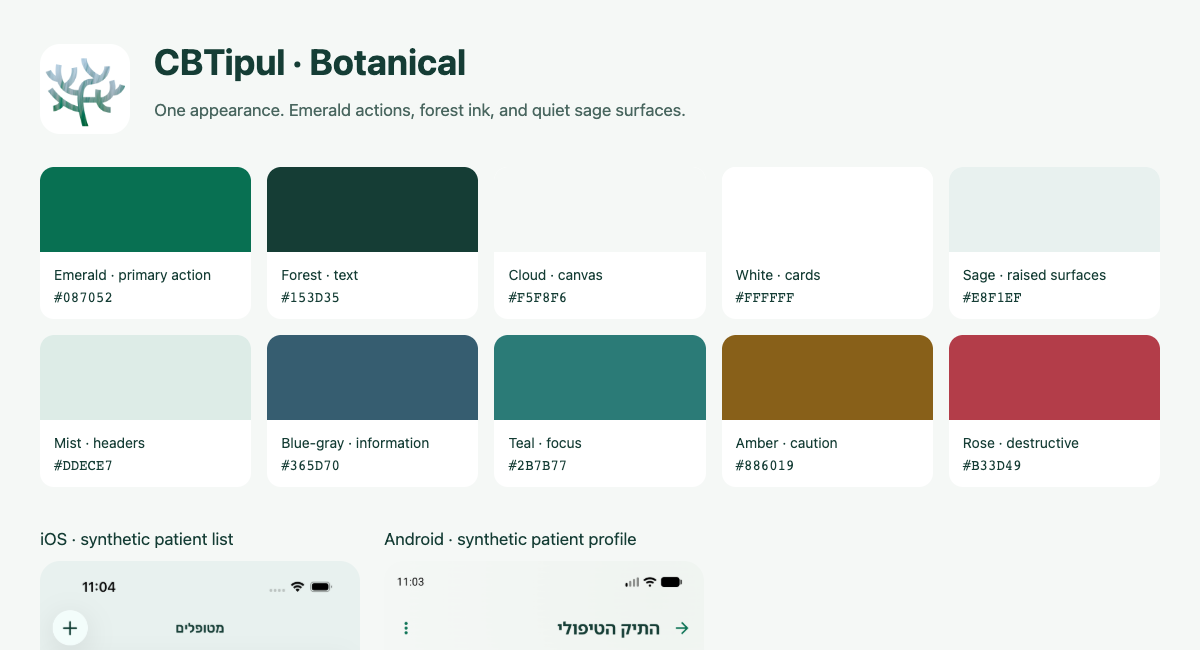 CBTipul · Botanical
One appearance. Emerald actions, forest ink, and quiet sage surfaces.
Emerald · primary action
#087052
Forest · text
#153D35
Cloud · canvas
#F5F8F6
White · cards
#FFFFFF
Sage · raised surfaces
#E8F1EF
Mist · headers
#DDECE7
Blue-gray · information
#365D70
Teal · focus
#2B7B77
Amber · caution
#886019
Rose · destructive
#B33D49
iOS · synthetic patient list
11:04
מטופלים
Android · synthetic patient profile
11:03
התיק הטיפולי